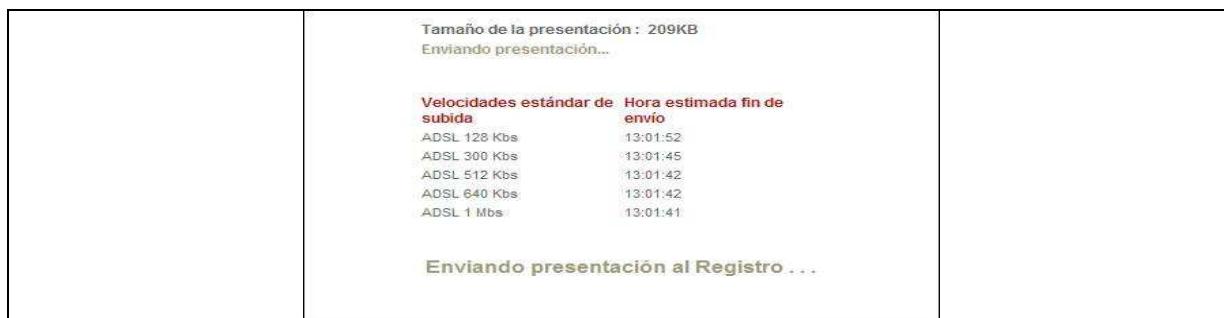 Tamaño de la presentación : 209KB
Enviando presentación...
Velocidades estándar de Hora estimada fin de
subida envío
ADSL 128 Kbs 13:01:52
ADSL 300 Kbs 13:01:45
ADSL 512 Kbs 13:01:42
ADSL 640 Kbs 13:01:42
ADSL 1 Mbs 13:01:41
Enviando presentación al Registro . . .